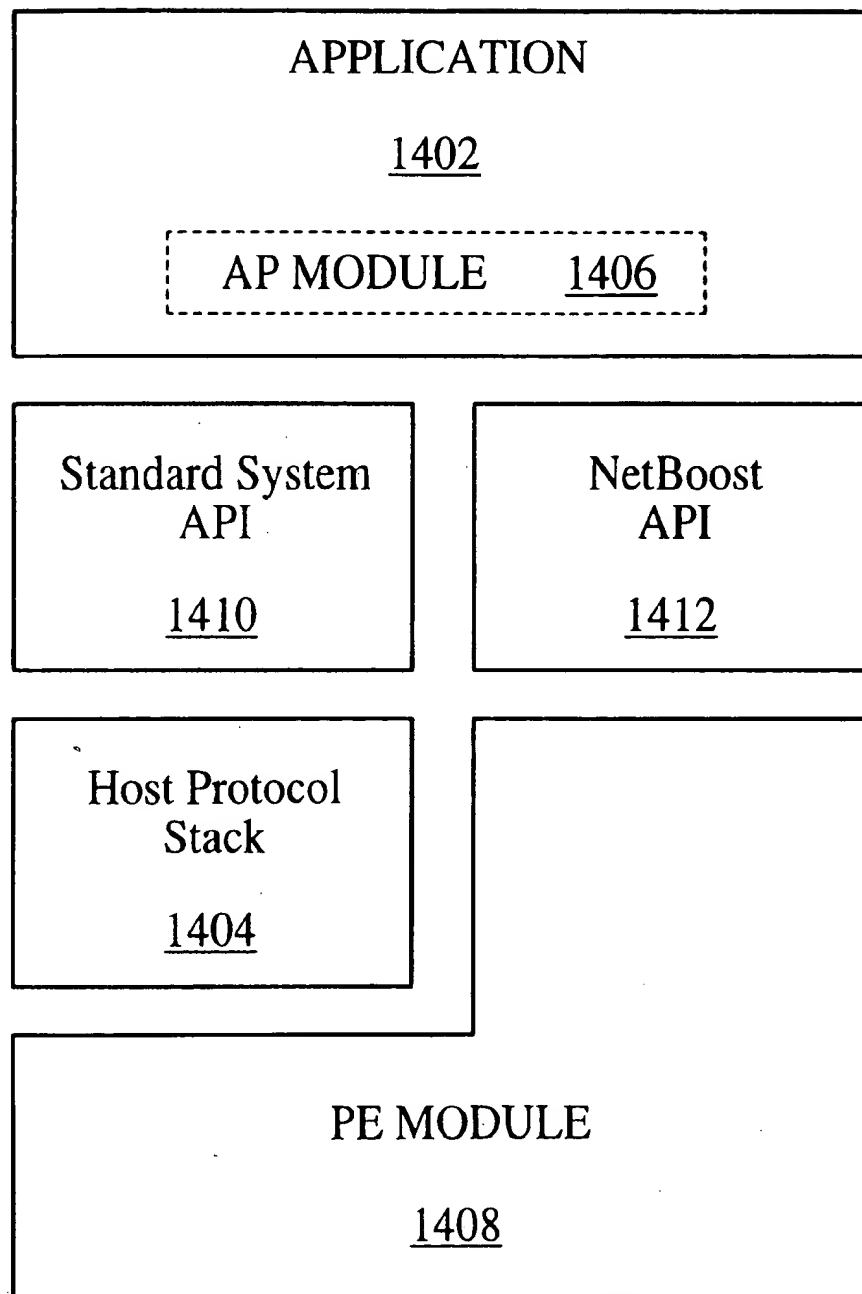 APPLICATION
1402
AP MODULE 1406
Standard System
API
1410
NetBoost
API
1412
Host Protocol
Stack
1404
PE MODULE
1408